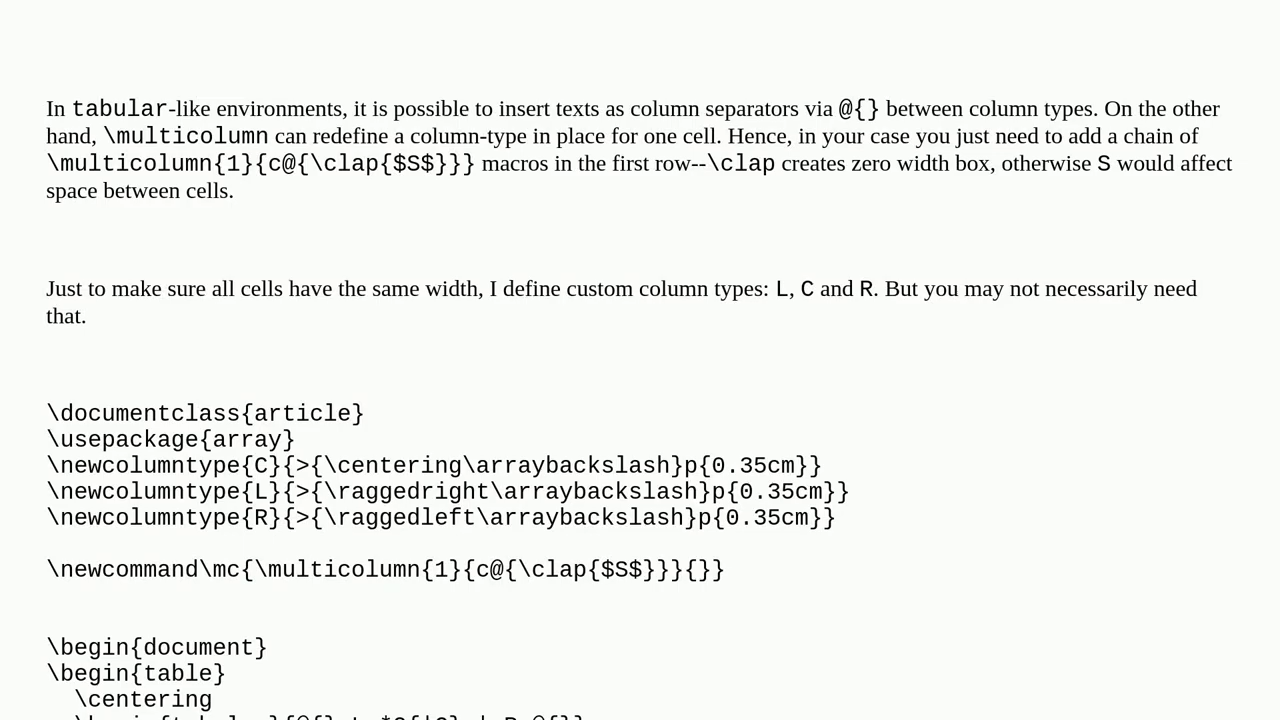 In tabular-like environments, it is possible to insert texts as column separators via @{} between column types. On the other
hand, \multicolumn can redefine a column-type in place for one cell. Hence, in your case you just need to add a chain of
\multicolumn{1}{c@{\clap{$S$}}} macros in the first row--\clap creates zero width box, otherwise S would affect
space between cells.
Just to make sure all cells have the same width, I define custom column types: L, C and R. But you may not necessarily need
that.
\documentclass{article}
\usepackage{array}
\newcolumntype{C}{>{\centering\arraybackslash}p{0.35cm}}
\newcolumntype{L}{>{\raggedright\arraybackslash}p{0.35cm}}
\newcolumntype{R}{>{\raggedleft\arraybackslash}p{0.35cm}}
\newcommand\mc{\multicolumn{1}{c@{\clap{$S$}}}{}}
\begin{document}
\begin{table}
\centering